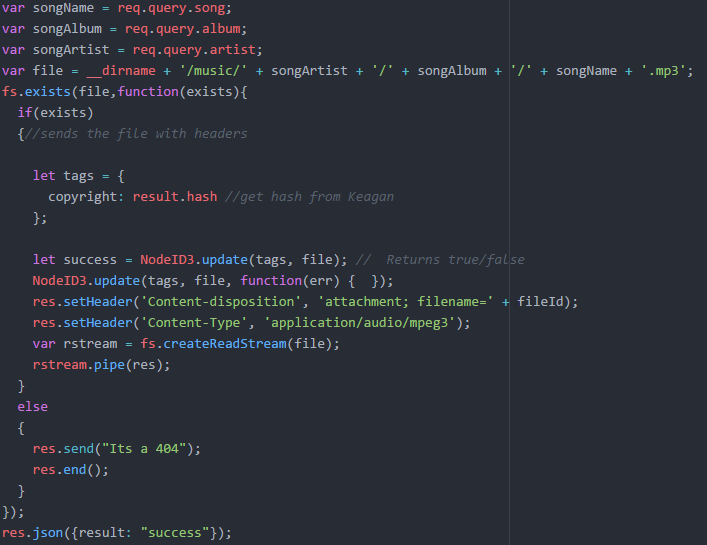 var songName = req.query.song;
var songAlbum = req.query.album;
var songArtist = req.query.artist;
var file = __dirname + '/music/' + songArtist + '/' + songAlbum + '/' + songName + '.mp3';
fs.exists(file,function(exists){
  if(exists)
  {//sends the file with headers

    let tags = {
      copyright: result.hash //get hash from Keagan
    };

    let success = NodeID3.update(tags, file); //  Returns true/false
    NodeID3.update(tags, file, function(err) {  });
    res.setHeader('Content-disposition', 'attachment; filename=' + fileId);
    res.setHeader('Content-Type', 'application/audio/mpeg3');
    var rstream = fs.createReadStream(file);
    rstream.pipe(res);
  }
  else
  {
    res.send("Its a 404");
    res.end();
  }
});
res.json({result: "success"});